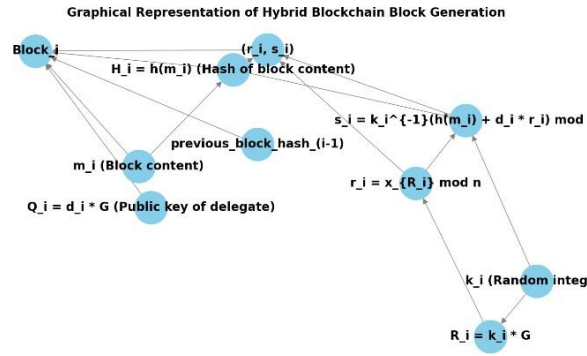 Graphical Representation of Hybrid Blockchain Block Generation
Block_i
(r_i, s_i)
H_i = h(m_i) (Hash of block content)
s_i = k_i^{-1}(h(m_i) + d_i * r_i) mod
previous_block_hash_(i-1)
m_i (Block content)
r_i = x_{R_i} mod n
Q_i = d_i * G (Public key of delegate)
k_i (Random integ
R_i = k_i * G